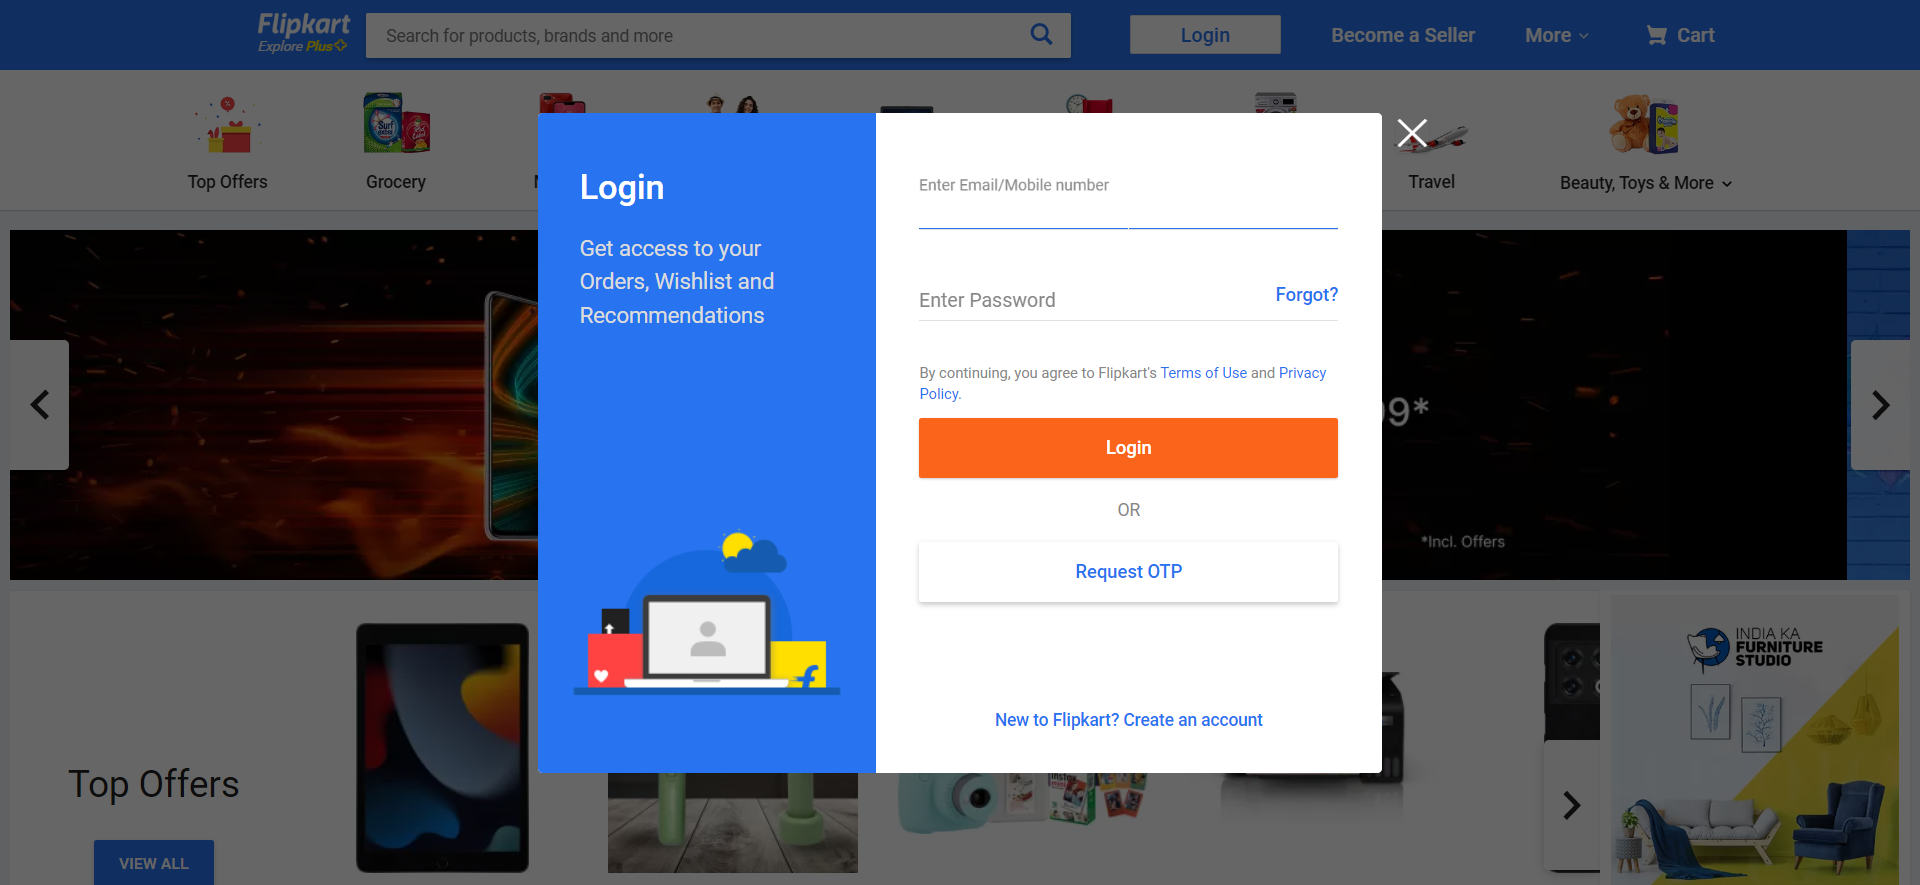 Flipkart
Explore Plus
Search for products, brands and more
Login
Become a Seller
More
Cart
Top Offers
Grocery
Travel
Beauty, Toys & More
Login
Get access to your
Orders, Wishlist and
Recommendations
Enter Email/Mobile number
Enter Password
Forgot?
By continuing, you agree to Flipkart's Terms of Use and Privacy
Policy.
Login
OR
Request OTP
New to Flipkart? Create an account
9*
*Incl. Offers
Top Offers
VIEW ALL
INDIA KA
FURNITURE
STUDIO